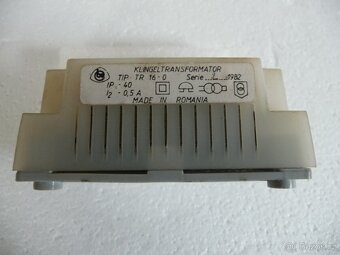 KLINGELTRANSFORMATOR
TIP TR 16-0 Serie 1982
IP - 40
I2 - 0,5 A
MADE IN ROMANIA